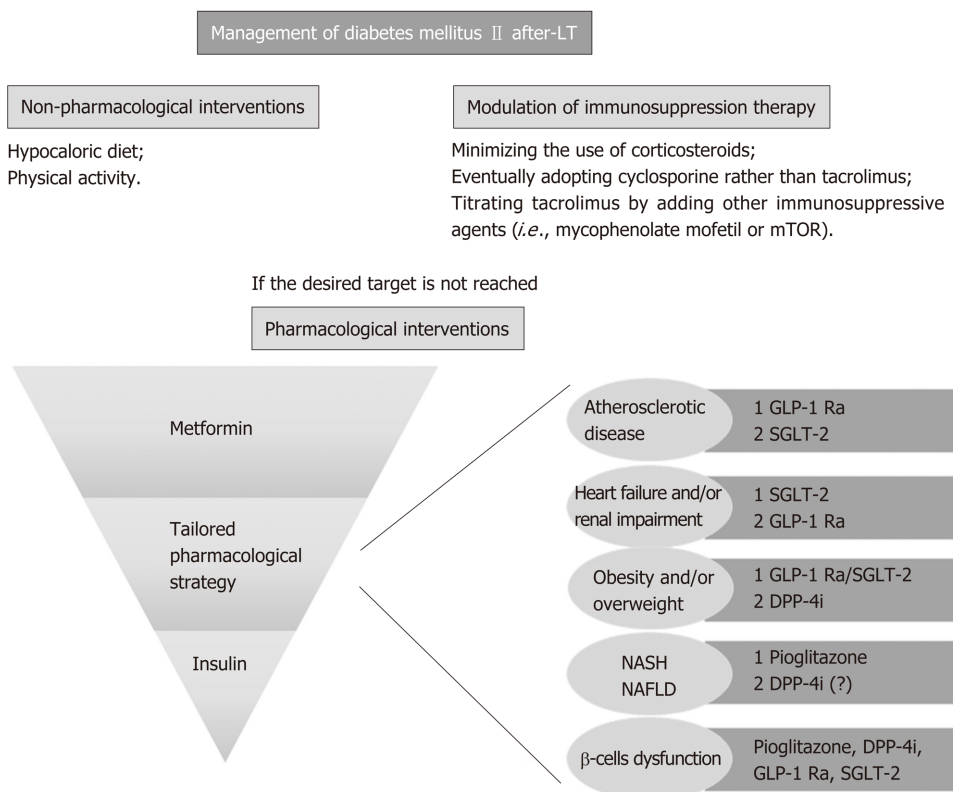 Management of diabetes mellitus Ⅱ after-LT
Non-pharmacological interventions
Hypocaloric diet;
Physical activity.
Modulation of immunosuppression therapy
Minimizing the use of corticosteroids;
Eventually adopting cyclosporine rather than tacrolimus;
Titrating tacrolimus by adding other immunosuppressive
agents (i.e., mycophenolate mofetil or mTOR).
If the desired target is not reached
Pharmacological interventions
Metformin
Tailored
pharmacological
strategy
Insulin
Atherosclerotic
disease
1 GLP-1 Ra
2 SGLT-2
Heart failure and/or
renal impairment
1 SGLT-2
2 GLP-1 Ra
Obesity and/or
overweight
1 GLP-1 Ra/SGLT-2
2 DPP-4i
NASH
NAFLD
1 Pioglitazone
2 DPP-4i (?)
β-cells dysfunction
Pioglitazone, DPP-4i,
GLP-1 Ra, SGLT-2